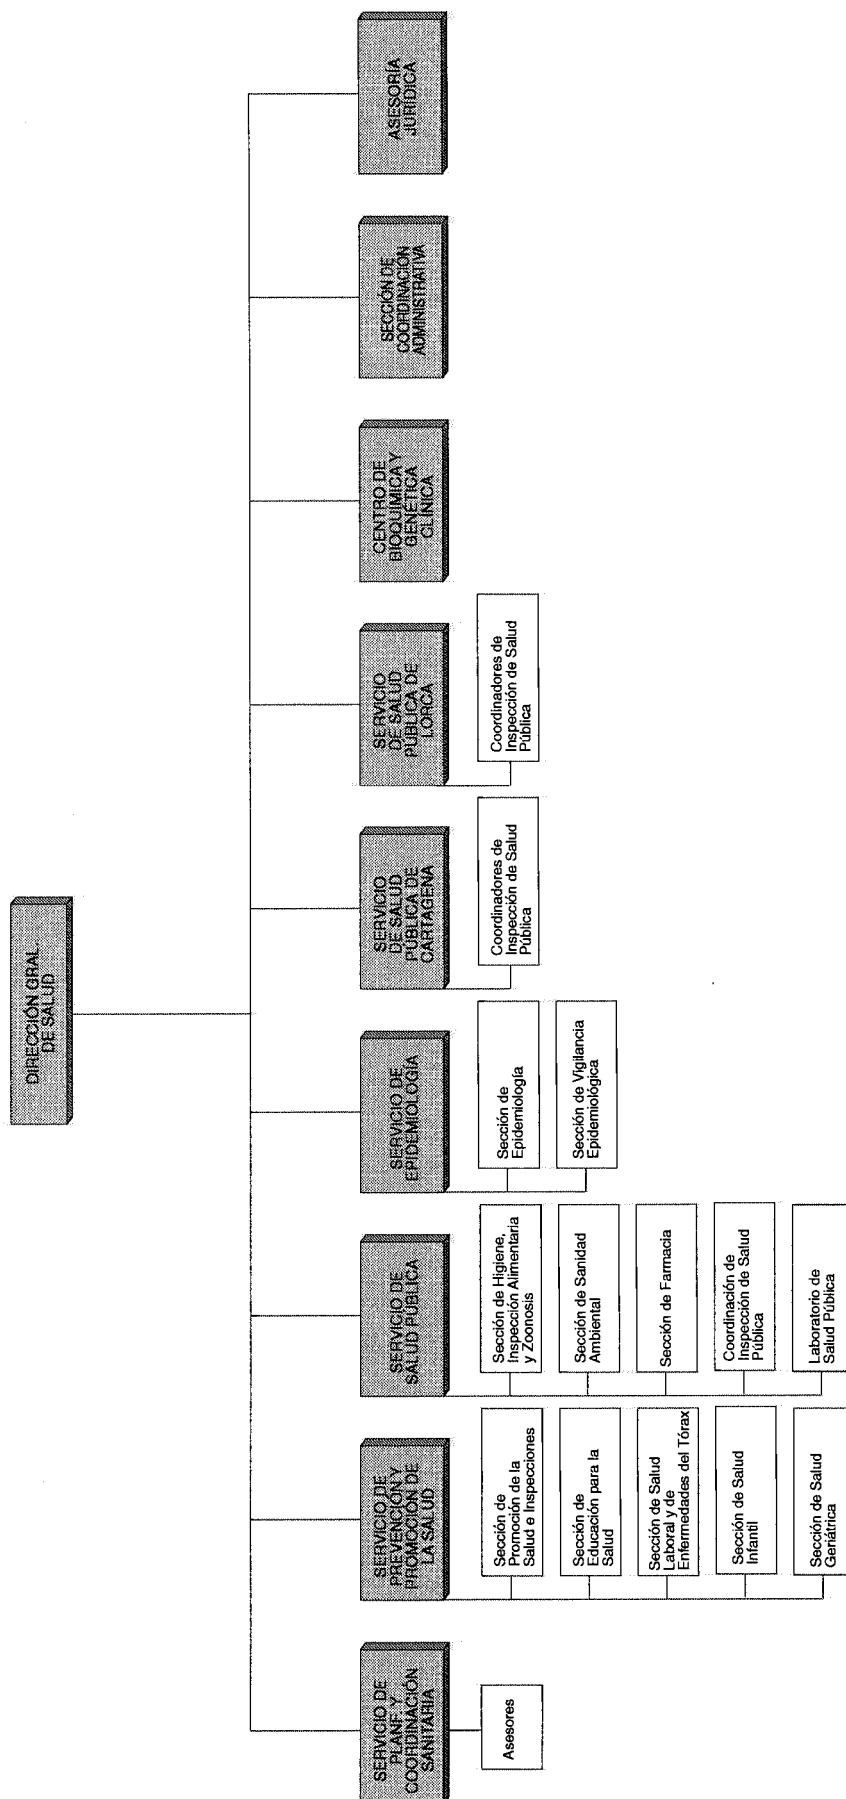 DIRECCIÓN GRAL.
DE SALUD
SERVICIO DE
PLANF. Y
COORDINACIÓN
SANITARIA
Asesores
SERVICIO DE
PREVENCIÓN Y
PROMOCIÓN DE
LA SALUD
Sección de
Promoción de la
Salud e Inspecciones
Sección de
Educación para la
Salud
Sección de Salud
Laboral y de
Enfermedades del Tórax
Sección de Salud
Infantil
Sección de Salud
Geriátrica
SERVICIO DE
SALUD PÚBLICA
Sección de Higiene,
Inspección Alimentaria
y Zoonosis
Sección de Sanidad
Ambiental
Sección de Farmacia
Coordinación de
Inspección de Salud
Pública
Laboratorio de
Salud Pública
SERVICIO DE
EPIDEMIOLOGÍA
Sección de
Epidemiología
Sección de Vigilancia
Epidemiológica
SERVICIO
DE SALUD
PÚBLICA DE
CARTAGENA
Coordinadores de
Inspección de Salud
Pública
SERVICIO
DE SALUD
PÚBLICA DE
LORCA
Coordinadores de
Inspección de Salud
Pública
CENTRO DE
BIOQUÍMICA Y
GENÉTICA
CLÍNICA
SECCIÓN DE
COORDINACIÓN
ADMINISTRATIVA
ASESORÍA
JURÍDICA